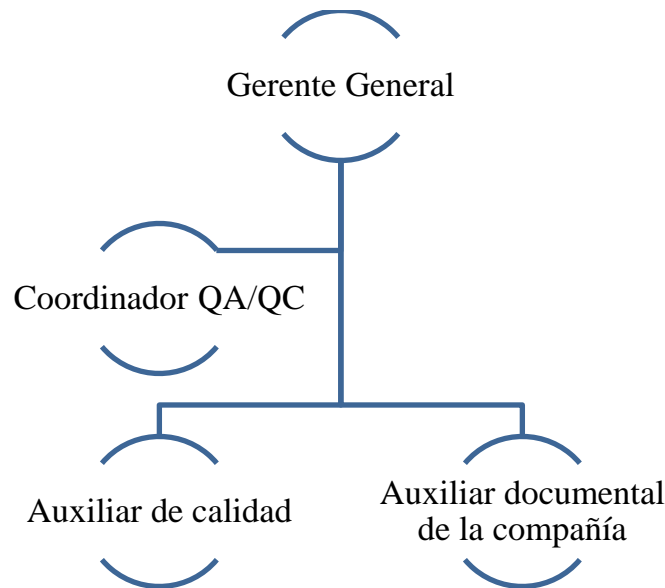 Gerente General
Coordinador QA/QC
Auxiliar de calidad
Auxiliar documental
de la compañía